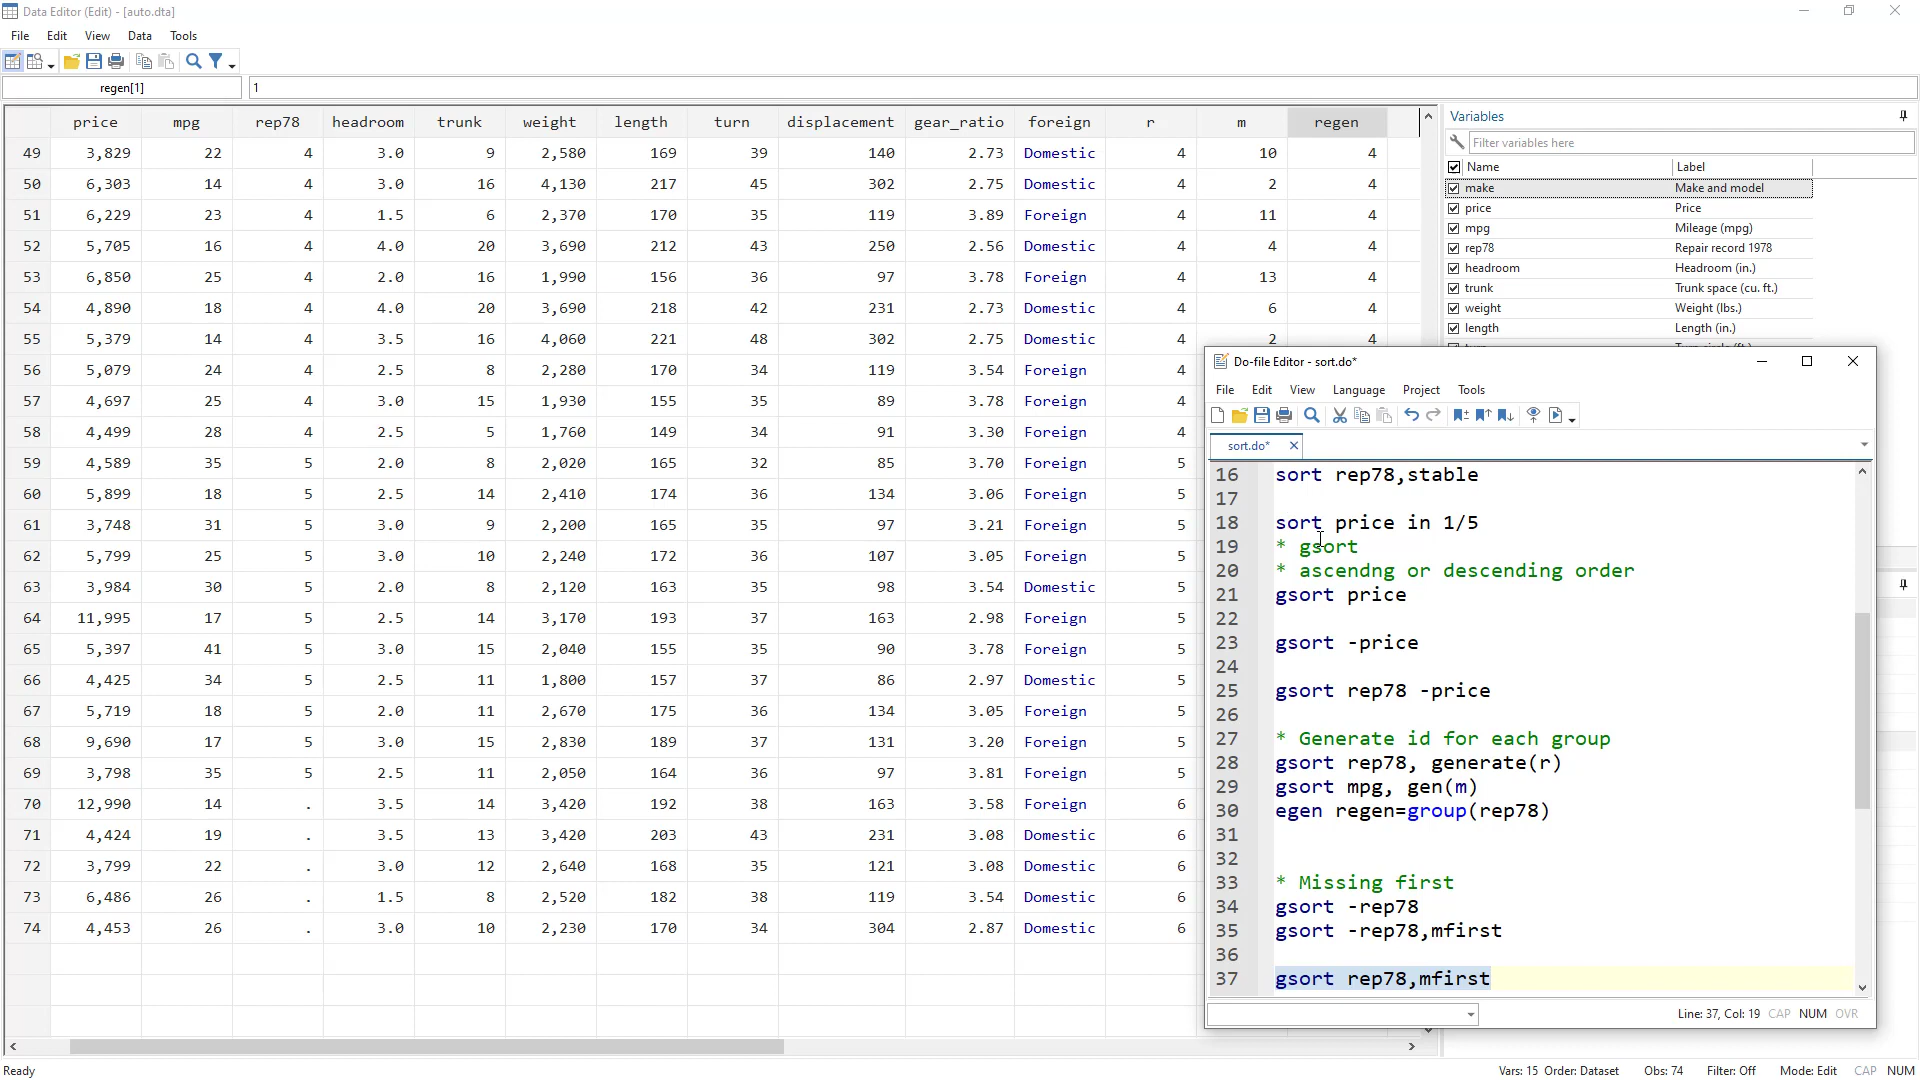 Data Editor (Edit) - [auto.dta]
File Edit View Data Tools
regen[1] 1
price mpg rep78 headroom trunk weight length turn displacement gear_ratio foreign r m regen
49 3,829 22 4 3.0 9 2,580 169 39 140 2.73 Domestic 4 10 4
50 6,303 14 4 3.0 16 4,130 217 45 302 2.75 Domestic 4 2 4
51 6,229 23 4 1.5 6 2,370 170 35 119 3.89 Foreign 4 11 4
52 5,705 16 4 4.0 20 3,690 212 43 250 2.56 Domestic 4 4 4
53 6,850 25 4 2.0 16 1,990 156 36 97 3.78 Foreign 4 13 4
54 4,890 18 4 4.0 20 3,690 218 42 231 2.73 Domestic 4 6 4
55 5,379 14 4 3.5 16 4,060 221 48 302 2.75 Domestic 4 2 4
56 5,079 24 4 2.5 8 2,280 170 34 119 3.54 Foreign 4
57 4,697 25 4 3.0 15 1,930 155 35 89 3.78 Foreign 4
58 4,499 28 4 2.5 5 1,760 149 34 91 3.30 Foreign 4
59 4,589 35 5 2.0 8 2,020 165 32 85 3.70 Foreign 5
60 5,899 18 5 2.5 14 2,410 174 36 134 3.06 Foreign 5
61 3,748 31 5 3.0 9 2,200 165 35 97 3.21 Foreign 5
62 5,799 25 5 3.0 10 2,240 172 36 107 3.05 Foreign 5
63 3,984 30 5 2.0 8 2,120 163 35 98 3.54 Domestic 5
64 11,995 17 5 2.5 14 3,170 193 37 163 2.98 Foreign 5
65 5,397 41 5 3.0 15 2,040 155 35 90 3.78 Foreign 5
66 4,425 34 5 2.5 11 1,800 157 37 86 2.97 Domestic 5
67 5,719 18 5 2.0 11 2,670 175 36 134 3.05 Foreign 5
68 9,690 17 5 3.0 15 2,830 189 37 131 3.20 Foreign 5
69 3,798 35 5 2.5 11 2,050 164 36 97 3.81 Foreign 5
70 12,990 14 . 3.5 14 3,420 192 38 163 3.58 Foreign 6
71 4,424 19 . 3.5 13 3,420 203 43 231 3.08 Domestic 6
72 3,799 22 . 3.0 12 2,640 168 35 121 3.08 Domestic 6
73 6,486 26 . 1.5 8 2,520 182 38 119 3.54 Domestic 6
74 4,453 26 . 3.0 10 2,230 170 34 304 2.87 Domestic 6
Variables
Filter variables here
Name Label
make Make and model
price Price
mpg Mileage (mpg)
rep78 Repair record 1978
headroom Headroom (in.)
trunk Trunk space (cu. ft.)
weight Weight (lbs.)
length Length (in.)
Do-file Editor - sort.do*
File Edit View Language Project Tools
sort.do*
16 sort rep78,stable
17
18 sort price in 1/5
19 * gsort
20 * ascendng or descending order
21 gsort price
22
23 gsort -price
24
25 gsort rep78 -price
26
27 * Generate id for each group
28 gsort rep78, generate(r)
29 gsort mpg, gen(m)
30 egen regen=group(rep78)
31
32
33 * Missing first
34 gsort -rep78
35 gsort -rep78,mfirst
36
37 gsort rep78,mfirst
Line: 37, Col: 19 CAP NUM OVR
Ready Vars: 15 Order: Dataset Obs: 74 Filter: Off Mode: Edit CAP NUM